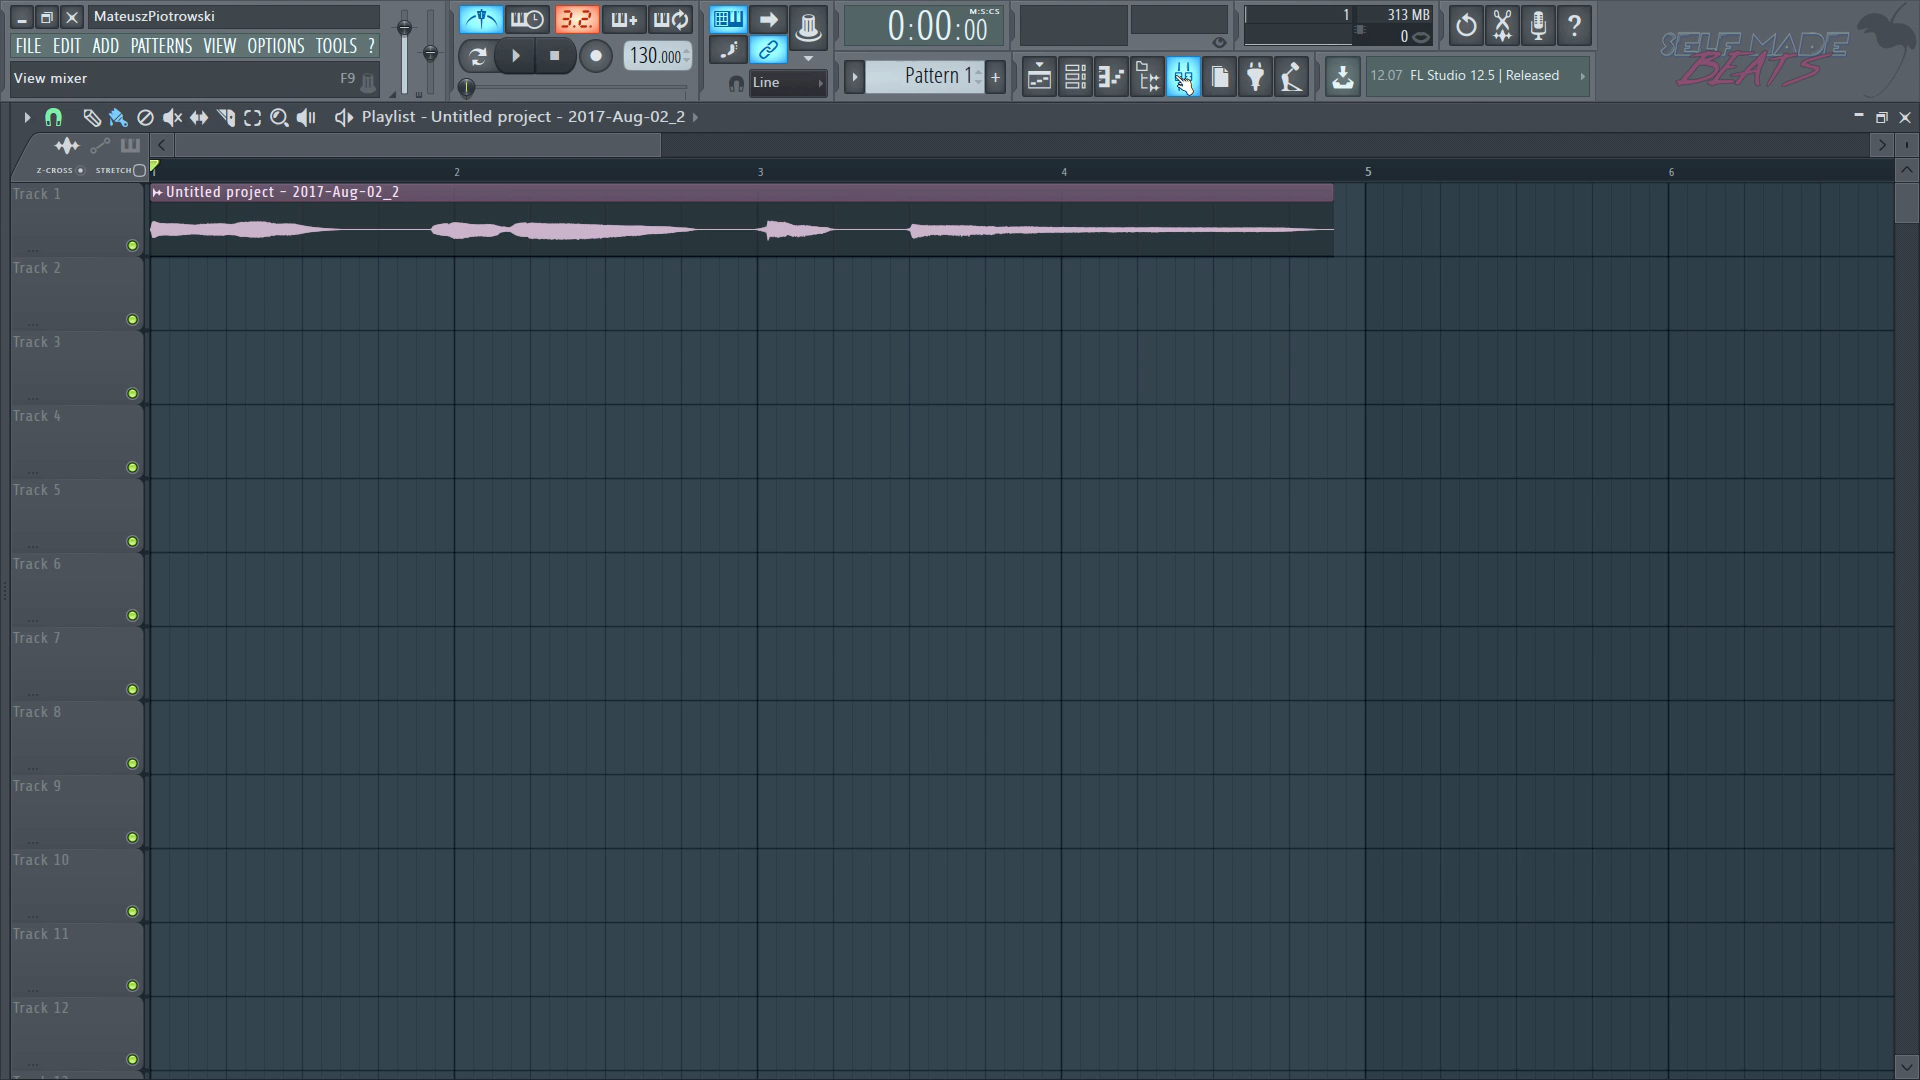 MateuszPiotrowski
FILE EDIT ADD PATTERNS VIEW OPTIONS TOOLS ?
View mixer F9
3.2.
130.000
Line
0:00:00
M:S:CS
Pattern 1
+
1
313 MB
0
?
12.07 FL Studio 12.5 | Released
SELF MADE
BEATS
Playlist - Untitled project - 2017-Aug-02_2
Z-CROSS
STRETCH
2 3 4 5 6
Untitled project - 2017-Aug-02_2
Track 1
Track 2
Track 3
Track 4
Track 5
Track 6
Track 7
Track 8
Track 9
Track 10
Track 11
Track 12